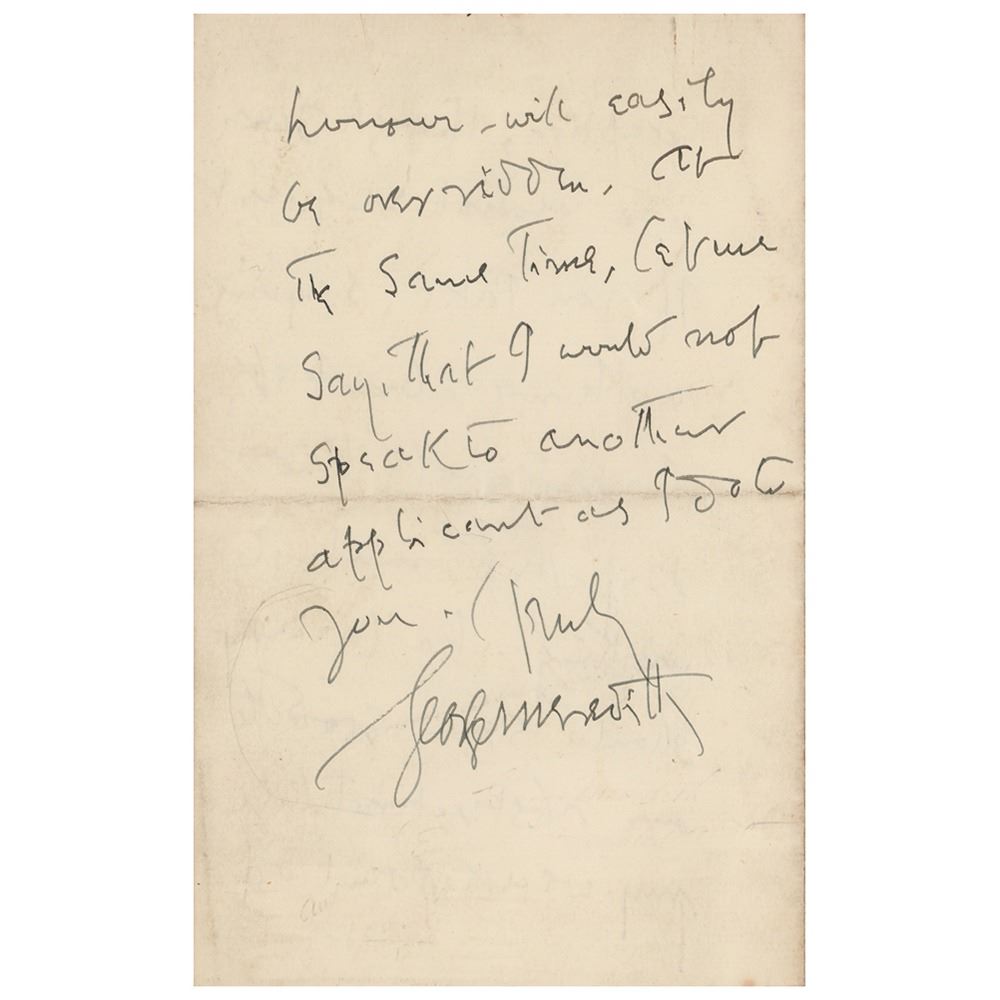 honour – will easily
be overridden. At
the same time, let me
say, that I would not
speak to another
applicant as I do to
you. Truly
George Meredith